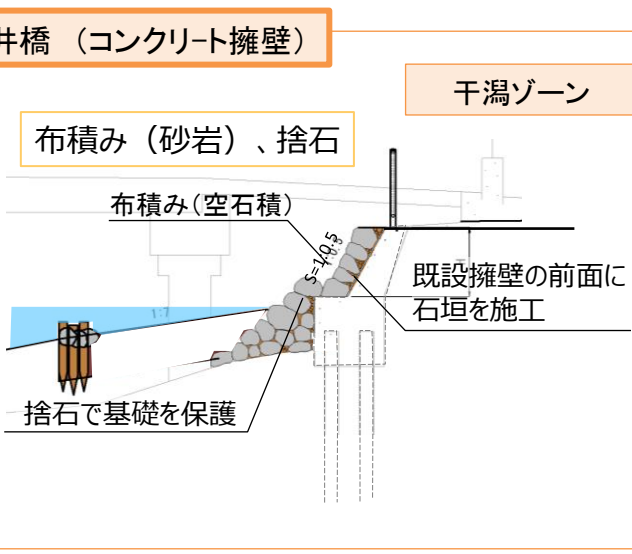 井橋 （コンクリート擁壁）
干潟ゾーン
布積み（砂岩）、捨石
布積み（空石積）
S=1:0.5
既設擁壁の前面に
石垣を施工
1:7
捨石で基礎を保護